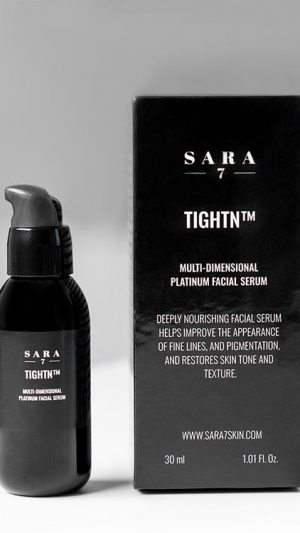 SARA
7
TIGHTN™
MULTI-DIMENSIONAL
PLATINUM FACIAL SERUM
SARA
7
TIGHTN™
MULTI-DIMENSIONAL
PLATINUM FACIAL SERUM
DEEPLY NOURISHING FACIAL SERUM
HELPS IMPROVE THE APPEARANCE
OF FINE LINES, AND PIGMENTATION,
AND RESTORES SKIN TONE AND
TEXTURE.
WWW.SARA7SKIN.COM
30 ml 1.01 Fl. Oz.